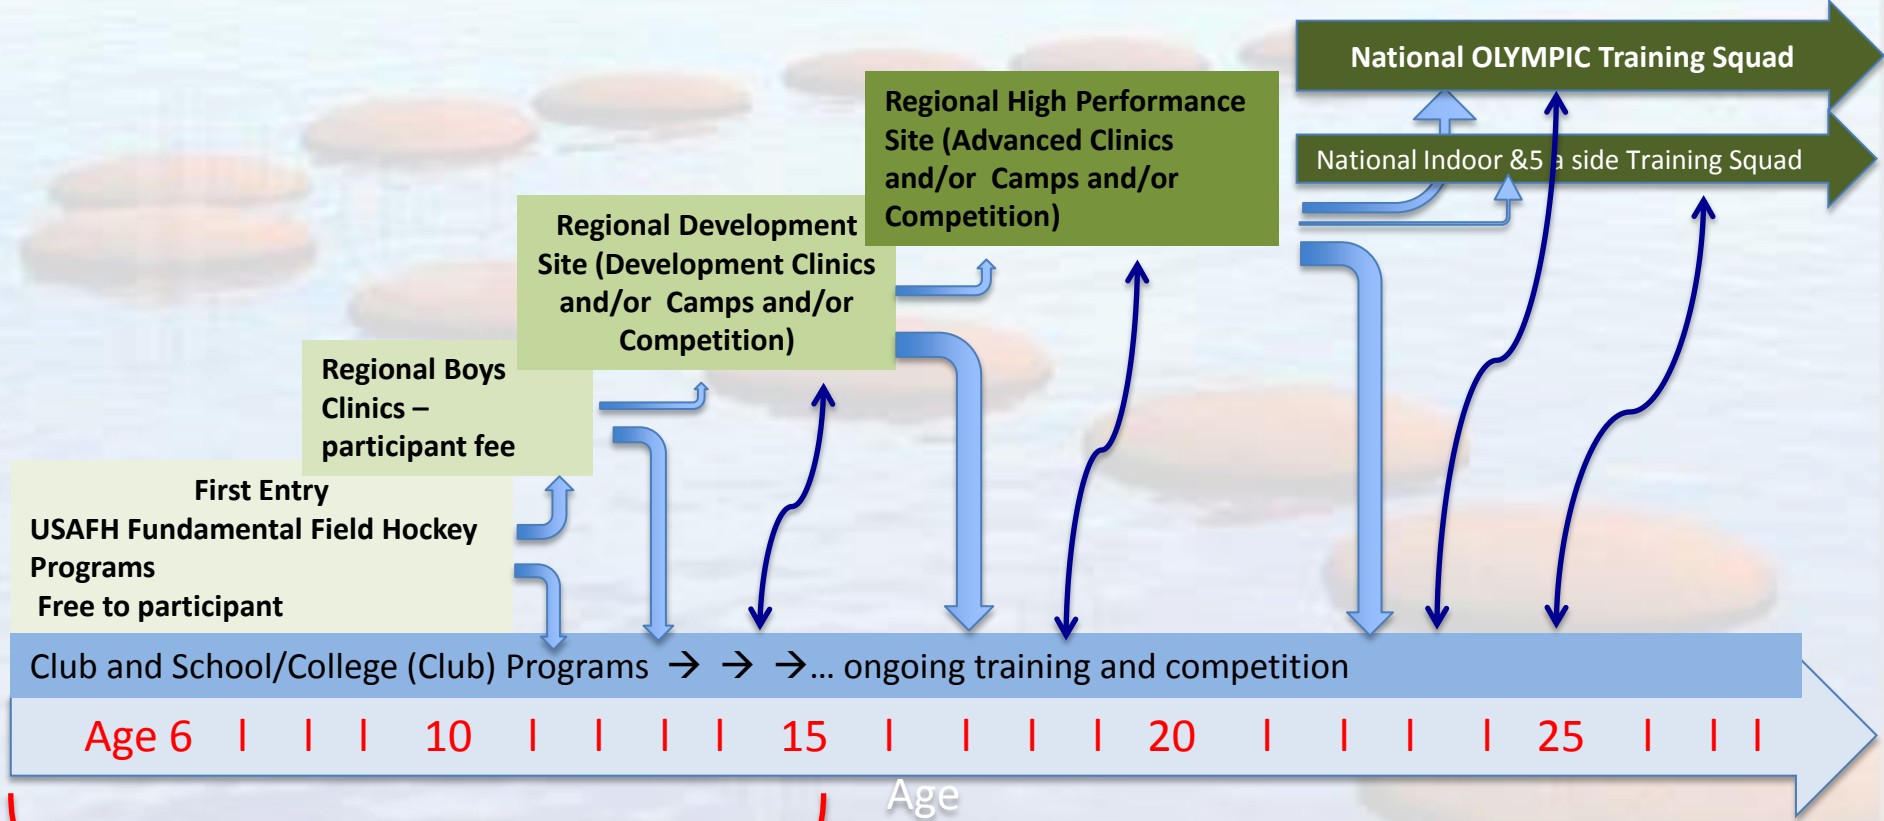 National OLYMPIC Training Squad
National Indoor &5 a side Training Squad
Regional High Performance
Site (Advanced Clinics
and/or Camps and/or
Competition)
Regional Development
Site (Development Clinics
and/or Camps and/or
Competition)
Regional Boys
Clinics –
participant fee
First Entry
USAFH Fundamental Field Hockey
Programs
Free to participant
Club and School/College (Club) Programs → → →... ongoing training and competition
Age 6 | | | 10 | | | | 15 | | | | 20 | | | | 25 | | |
Age